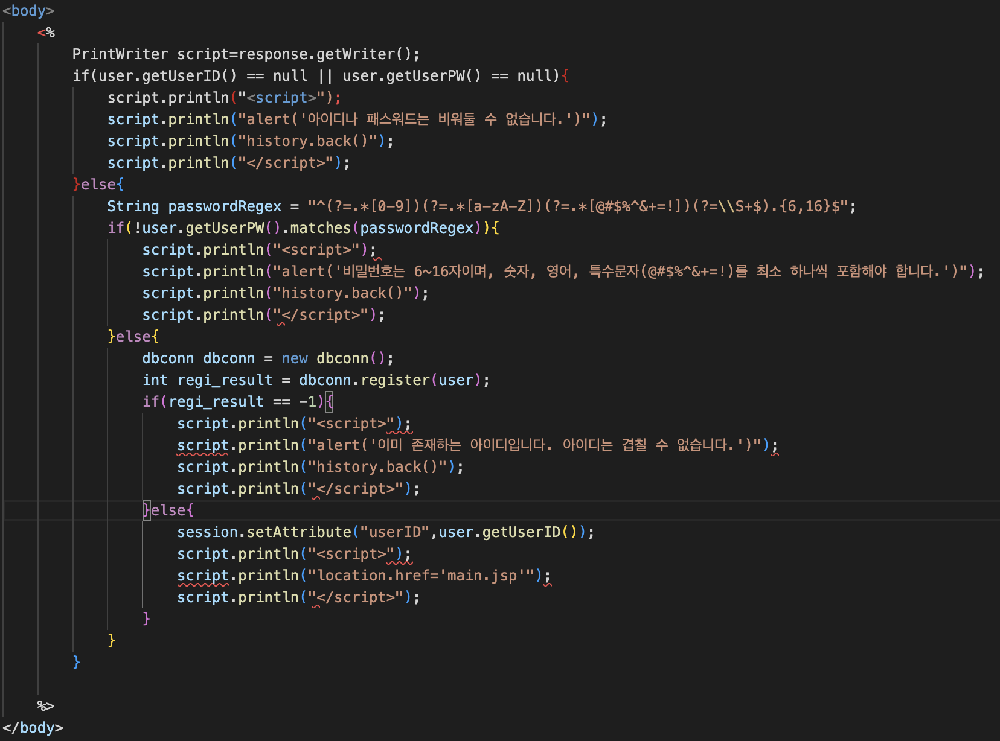 <body>
<%
PrintWriter script=response.getWriter();
if(user.getUserID() == null || user.getUserPW() == null){
script.println("<script>");
script.println("alert('아이디나 패스워드는 비워둘 수 없습니다.')");
script.println("history.back()");
script.println("</script>");
}else{
String passwordRegex = "^(?=.*[0-9])(?=.*[a-zA-Z])(?=.*[@#$%^&+=!])(?=\\S+$).{6,16}$";
if(!user.getUserPW().matches(passwordRegex)){
script.println("<script>");
script.println("alert('비밀번호는 6~16자이며, 숫자, 영어, 특수문자(@#$%^&+=!)를 최소 하나씩 포함해야 합니다.')");
script.println("history.back()");
script.println("</script>");
}else{
dbconn dbconn = new dbconn();
int regi_result = dbconn.register(user);
if(regi_result == -1){
script.println("<script>");
script.println("alert('이미 존재하는 아이디입니다. 아이디는 겹칠 수 없습니다.')");
script.println("history.back()");
script.println("</script>");
}else{
session.setAttribute("userID",user.getUserID());
script.println("<script>");
script.println("location.href='main.jsp'");
script.println("</script>");
}
}
}
%>
</body>